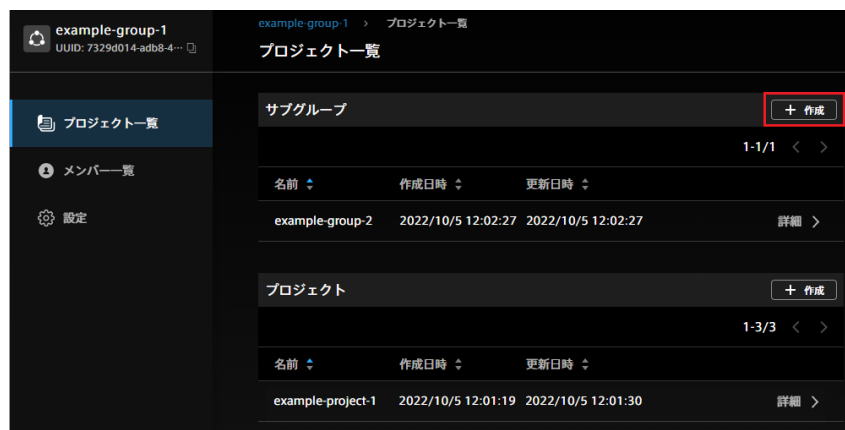 example-group-1
UUID: 7329d014-adb8-4…
プロジェクト一覧
メンバー一覧
設定
example-group-1 › プロジェクト一覧
プロジェクト一覧
サブグループ
+ 作成
1-1/1
名前 作成日時 更新日時
example-group-2 2022/10/5 12:02:27 2022/10/5 12:02:27 詳細
プロジェクト
+ 作成
1-3/3
名前 作成日時 更新日時
example-project-1 2022/10/5 12:01:19 2022/10/5 12:01:30 詳細